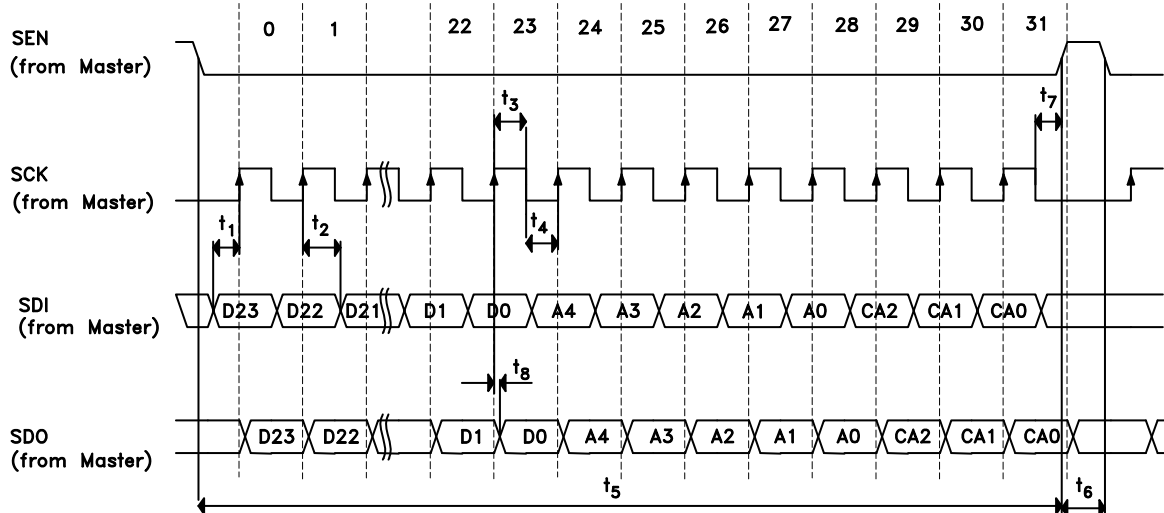 0 1 22 23 24 25 26 27 28 29 30 31
SEN
(from Master)
t3 t7
SCK
(from Master)
t1 t2 t4
SDI
(from Master)
D23 D22 D21 D1 D0 A4 A3 A2 A1 A0 CA2 CA1 CA0
t8
SDO
(from Master)
D23 D22 D1 D0 A4 A3 A2 A1 A0 CA2 CA1 CA0
t5 t6